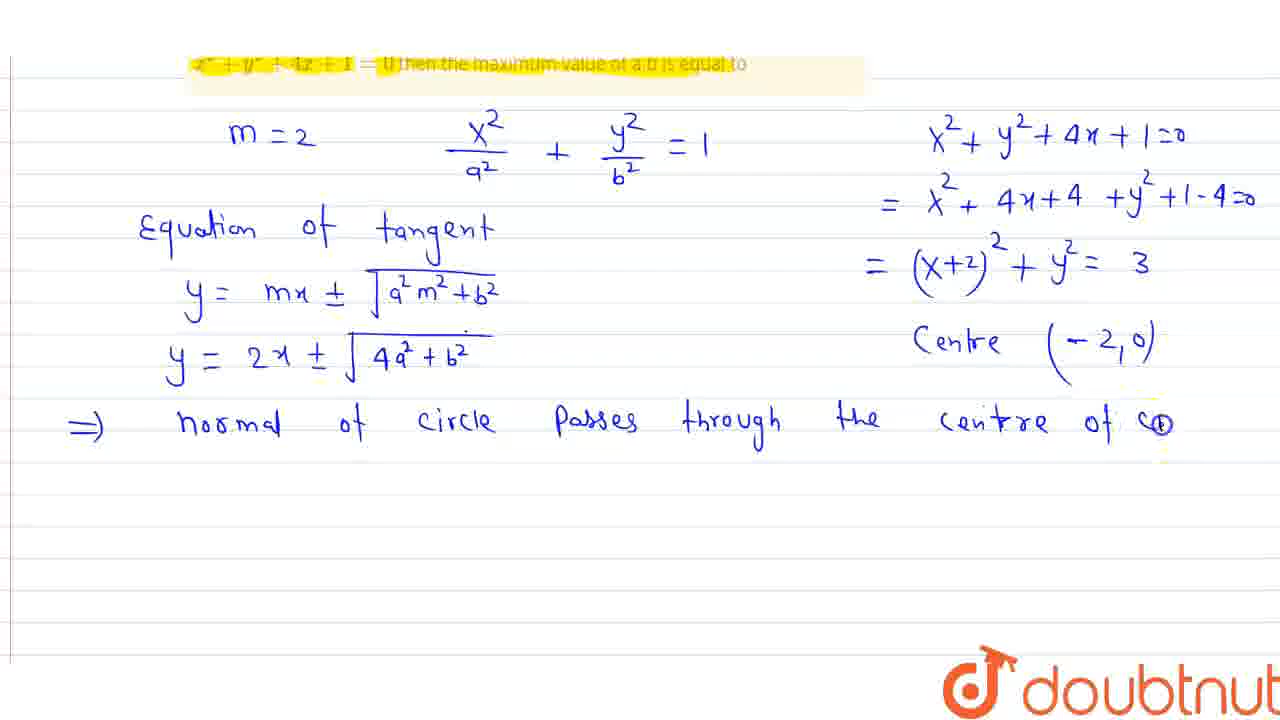 x² + y² + 4x + 1 = 0 then the maximum value of a.b is equal to
m = 2
x²/a² + y²/b² = 1
Equation of tangent
y = mx ± √(a²m² + b²)
y = 2x ± √(4a² + b²)
x² + y² + 4x + 1 = 0
= x² + 4x + 4 + y² + 1 - 4 = 0
= (x+2)² + y² = 3
Centre (-2, 0)
⇒ normal of circle Passes through the centre of
doubtnut